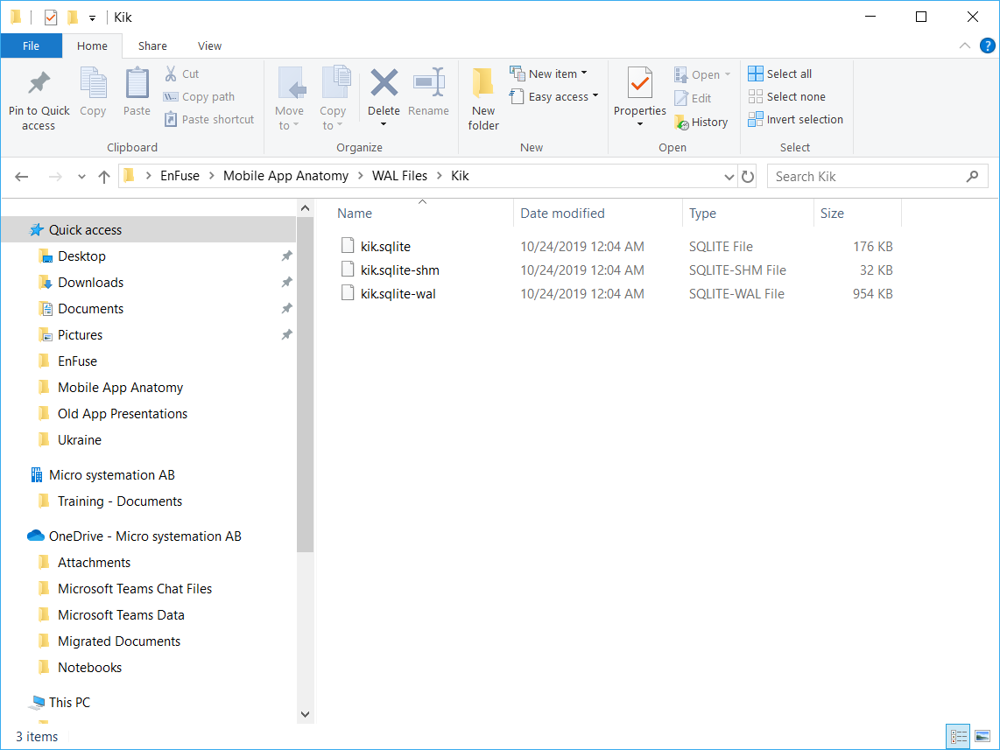 Kik
File Home Share View
Pin to Quick access
Copy
Paste
Cut
Copy path
Paste shortcut
Clipboard
Move to
Copy to
Delete
Rename
Organize
New folder
New item
Easy access
New
Properties
Open
Edit
History
Open
Select all
Select none
Invert selection
Select
EnFuse > Mobile App Anatomy > WAL Files > Kik
Search Kik
Quick access
Desktop
Downloads
Documents
Pictures
EnFuse
Mobile App Anatomy
Old App Presentations
Ukraine
Micro systemation AB
Training - Documents
OneDrive - Micro systemation AB
Attachments
Microsoft Teams Chat Files
Microsoft Teams Data
Migrated Documents
Notebooks
This PC
Name Date modified Type Size
kik.sqlite 10/24/2019 12:04 AM SQLITE File 176 KB
kik.sqlite-shm 10/24/2019 12:04 AM SQLITE-SHM File 32 KB
kik.sqlite-wal 10/24/2019 12:04 AM SQLITE-WAL File 954 KB
3 items